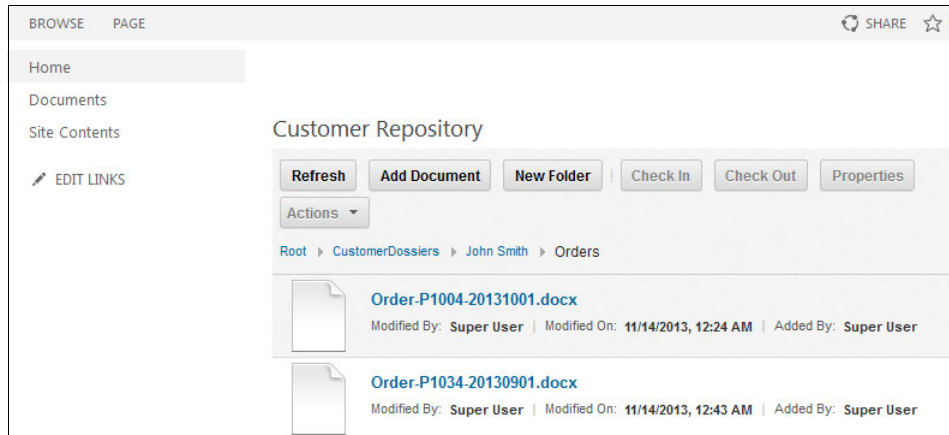 BROWSE PAGE SHARE
Home
Documents
Site Contents
EDIT LINKS
Customer Repository
Refresh Add Document New Folder Check In Check Out Properties
Actions
Root CustomerDossiers John Smith Orders
Order-P1004-20131001.docx
Modified By: Super User | Modified On: 11/14/2013, 12:24 AM | Added By: Super User
Order-P1034-20130901.docx
Modified By: Super User | Modified On: 11/14/2013, 12:43 AM | Added By: Super User